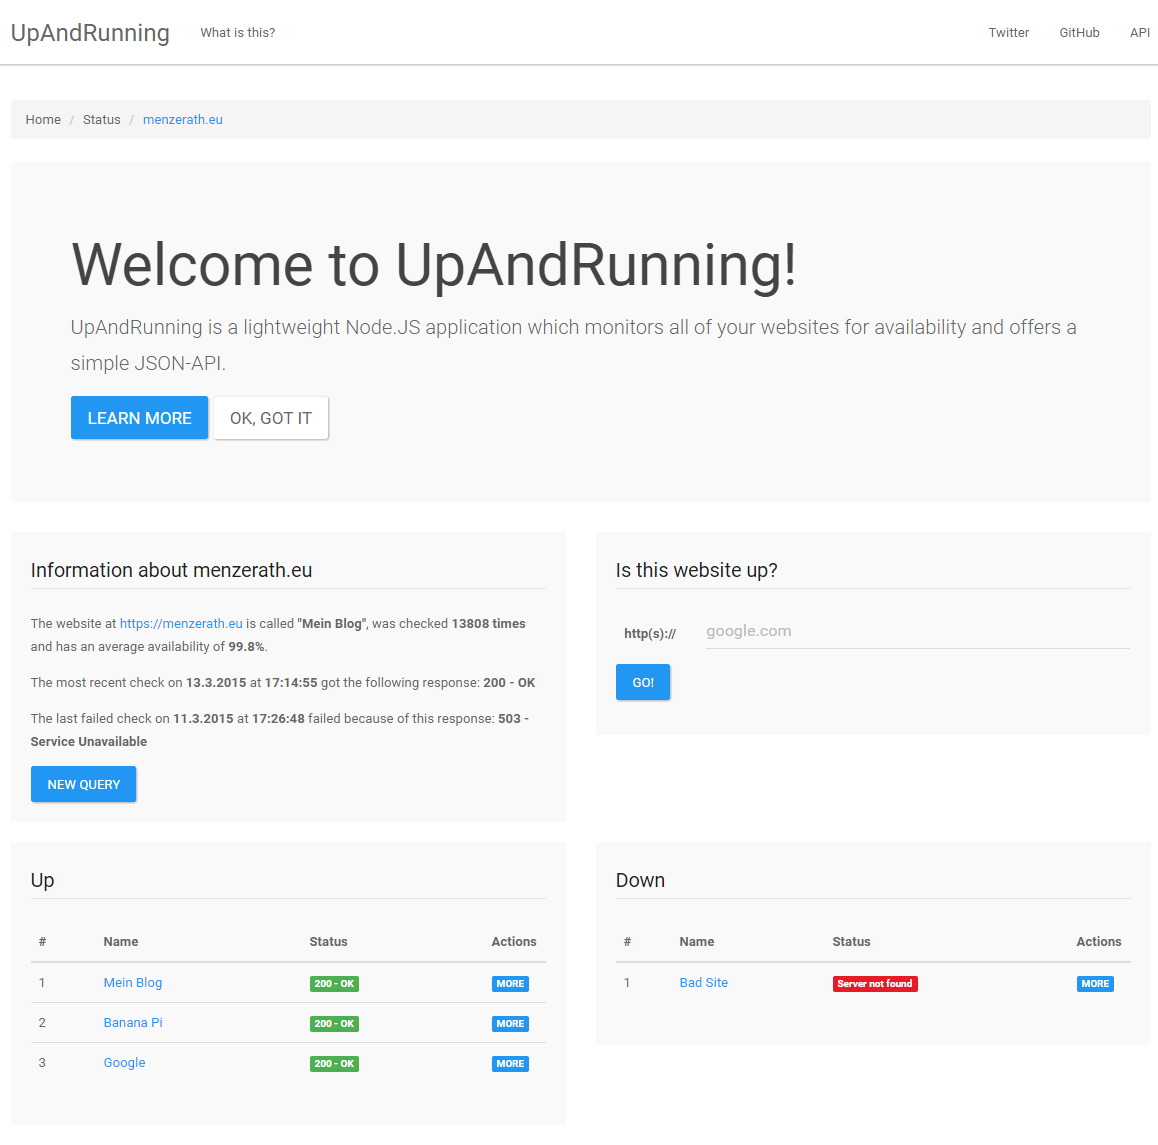 UpAndRunning What is this? Twitter GitHub API
Home / Status / menzerath.eu
Welcome to UpAndRunning!
UpAndRunning is a lightweight Node.JS application which monitors all of your websites for availability and offers a
simple JSON-API.
LEARN MORE OK, GOT IT
Information about menzerath.eu
The website at https://menzerath.eu is called "Mein Blog", was checked 13808 times
and has an average availability of 99.8%.
The most recent check on 13.3.2015 at 17:14:55 got the following response: 200 - OK
The last failed check on 11.3.2015 at 17:26:48 failed because of this response: 503 -
Service Unavailable
NEW QUERY
Is this website up?
http(s):// google.com
GO!
Up
# Name Status Actions
1 Mein Blog 200 - OK MORE
2 Banana Pi 200 - OK MORE
3 Google 200 - OK MORE
Down
# Name Status Actions
1 Bad Site Server not found MORE